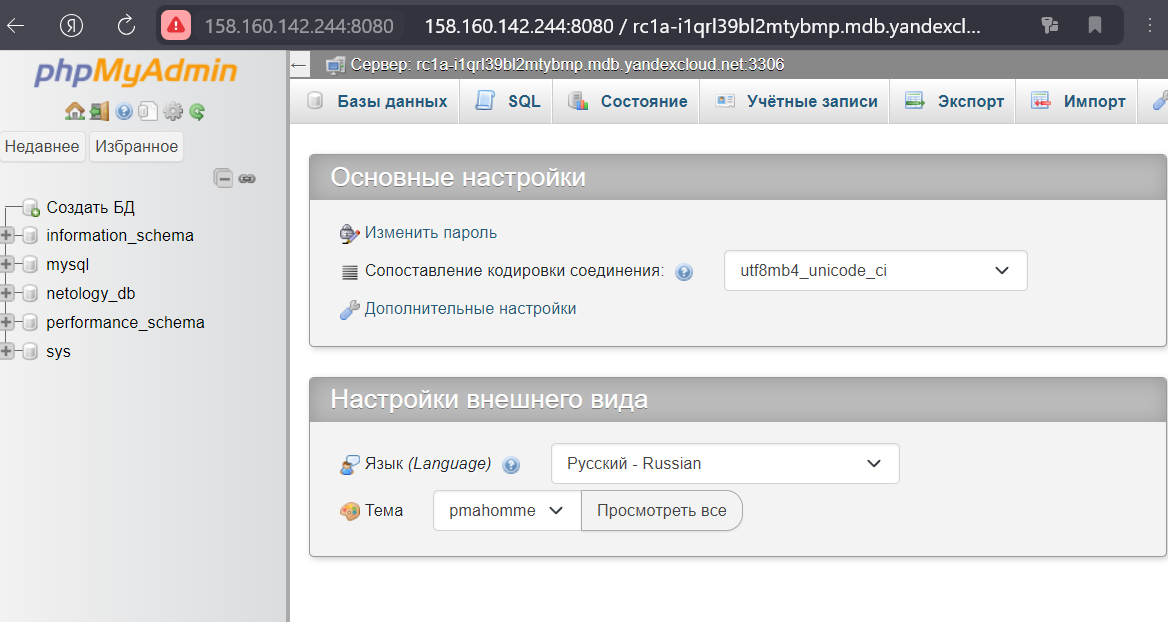 Я
158.160.142.244:8080
158.160.142.244:8080 / rc1a-i1qrl39bl2mtybmp.mdb.yandexcl...
phpMyAdmin
Недавнее
Избранное
Создать БД
information_schema
mysql
netology_db
performance_schema
sys
Сервер: rc1a-i1qrl39bl2mtybmp.mdb.yandexcloud.net:3306
Базы данных
SQL
Состояние
Учётные записи
Экспорт
Импорт
Основные настройки
Изменить пароль
Сопоставление кодировки соединения:
utf8mb4_unicode_ci
Дополнительные настройки
Настройки внешнего вида
Язык (Language)
Русский - Russian
Тема
pmahomme
Просмотреть все